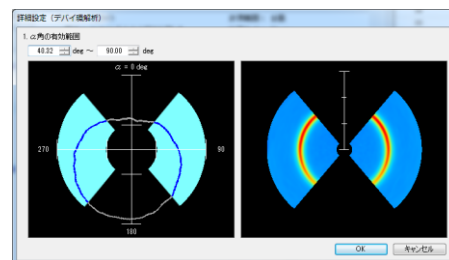 詳細設定 (デバイ環解析)
1. α角の有効範囲
40.32 deg ～ 90.00 deg
α = 0 deg
270
90
180
OK
キャンセル